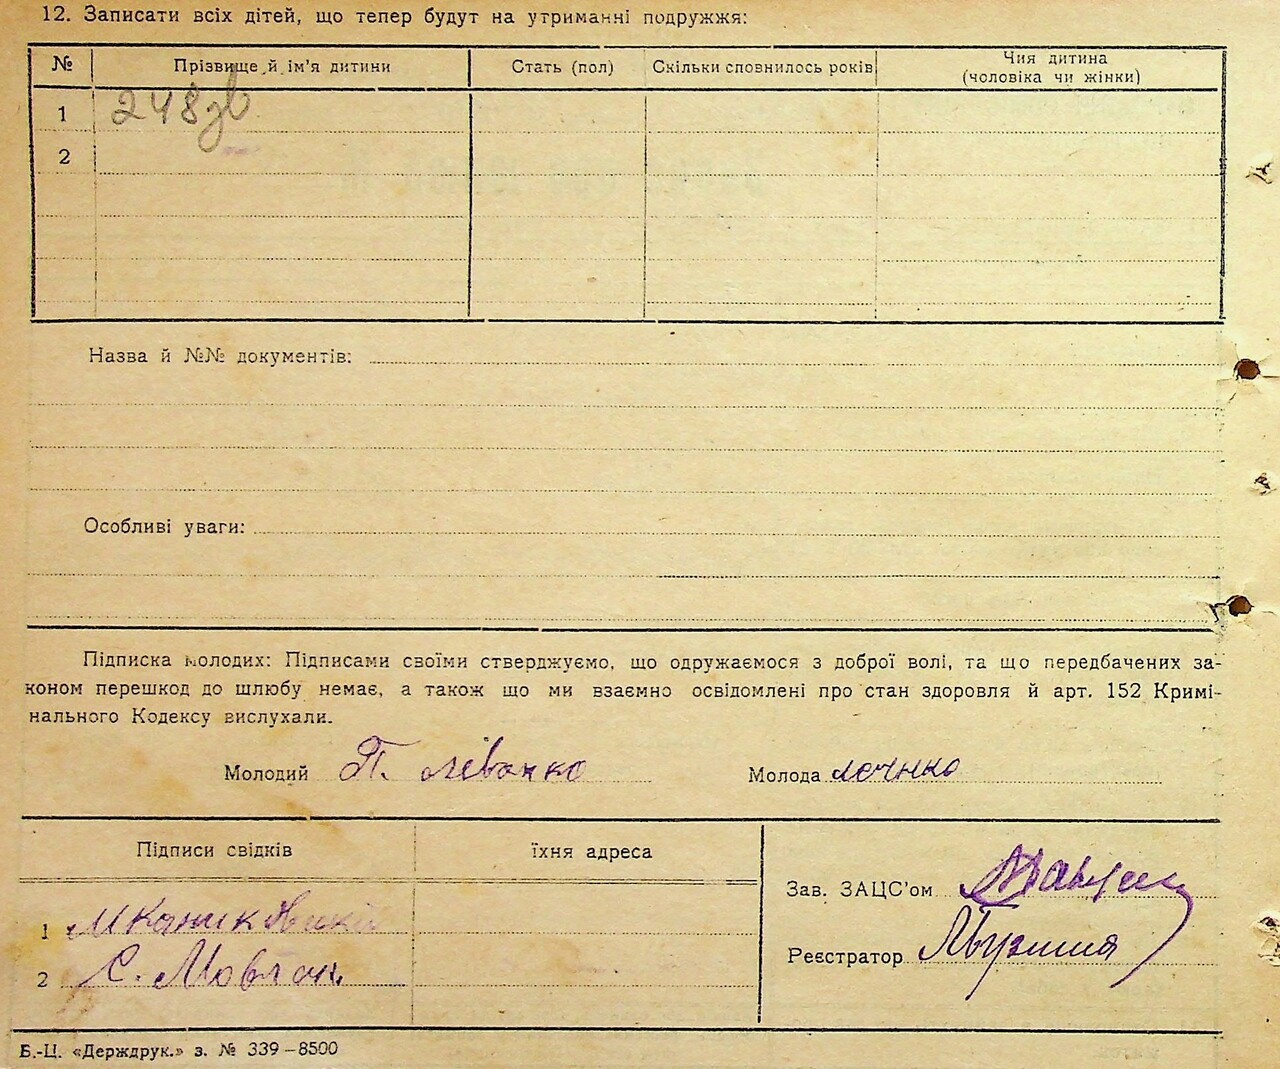 12. Записати всіх дітей, що тепер будут на утриманні подружжя:
№ Прізвище й ім'я дитини Стать (пол) Скільки сповнилось років Чия дитина (чоловіка чи жінки)
1 248зв
2
Назва й №№ документів:
Особливі уваги:
Підписка молодих: Підписами своїми стверджуємо, що одружаємося з доброї волі, та що передбачених за-
коном перешкод до шлюбу немає, а також що ми взаємно освідомлені про стан здоровля й арт. 152 Кримі-
нального Кодексу вислухали.
Молодий П. Леванко Молода
Підписи свідків їхня адреса
Зав. ЗАЦС'ом
1
Реєстратор
2 С. Мовчан
Б.-Ц. «Держдрук.» з. № 339–8500